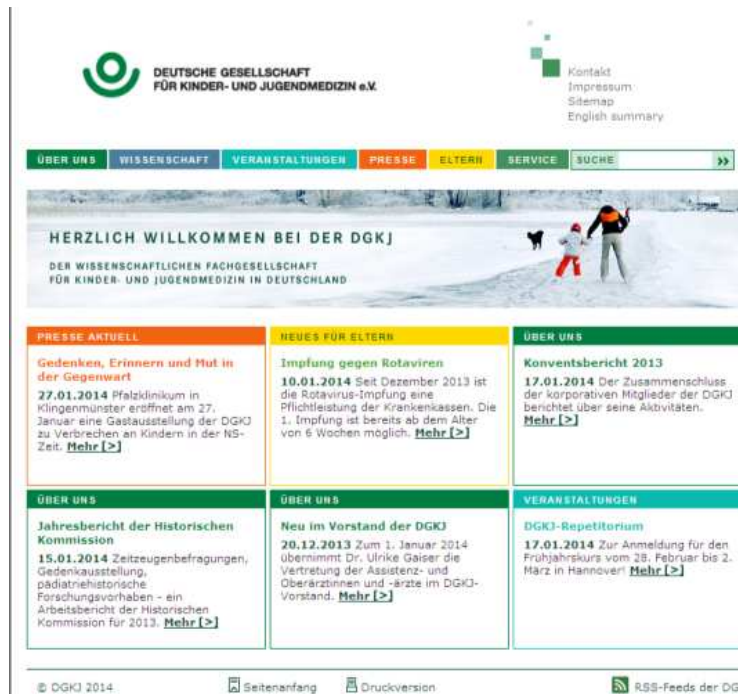 DEUTSCHE GESELLSCHAFT
FÜR KINDER- UND JUGENDMEDIZIN e.V.
Kontakt
Impressum
Sitemap
English summary
ÜBER UNS WISSENSCHAFT VERANSTALTUNGEN PRESSE ELTERN SERVICE SUCHE
HERZLICH WILLKOMMEN BEI DER DGKJ
DER WISSENSCHAFTLICHEN FACHGESELLSCHAFT
FÜR KINDER- UND JUGENDMEDIZIN IN DEUTSCHLAND
PRESSE AKTUELL
Gedenken, Erinnern und Mut in
der Gegenwart
27.01.2014 Pfalzklinikum in
Klingenmünster eröffnet am 27.
Januar eine Gastausstellung der DGKJ
zu Verbrechen an Kindern in der NS-
Zeit. Mehr [>]
NEUES FÜR ELTERN
Impfung gegen Rotaviren
10.01.2014 Seit Dezember 2013 ist
die Rotavirus-Impfung eine
Pflichtleistung der Krankenkassen. Die
1. Impfung ist bereits ab dem Alter
von 6 Wochen möglich. Mehr [>]
ÜBER UNS
Konventsbericht 2013
17.01.2014 Der Zusammenschluss
der korporativen Mitglieder der DGKJ
berichtet über seine Aktivitäten.
Mehr [>]
ÜBER UNS
Jahresbericht der Historischen
Kommission
15.01.2014 Zeitzeugenbefragungen,
Gedenkausstellung,
pädiatriehistorische
Forschungsvorhaben - ein
Arbeitsbericht der Historischen
Kommission für 2013. Mehr [>]
ÜBER UNS
Neu im Vorstand der DGKJ
20.12.2013 Zum 1. Januar 2014
übernimmt Dr. Ulrike Gaiser die
Vertretung der Assistenz- und
Oberärztinnen und -ärzte im DGKJ-
Vorstand. Mehr [>]
VERANSTALTUNGEN
DGKJ-Repetitorium
17.01.2014 Zur Anmeldung für den
Frühjahrskurs vom 28. Februar bis 2.
März in Hannover! Mehr [>]
© DGKJ 2014 Seitenanfang Druckversion RSS-Feeds der DG